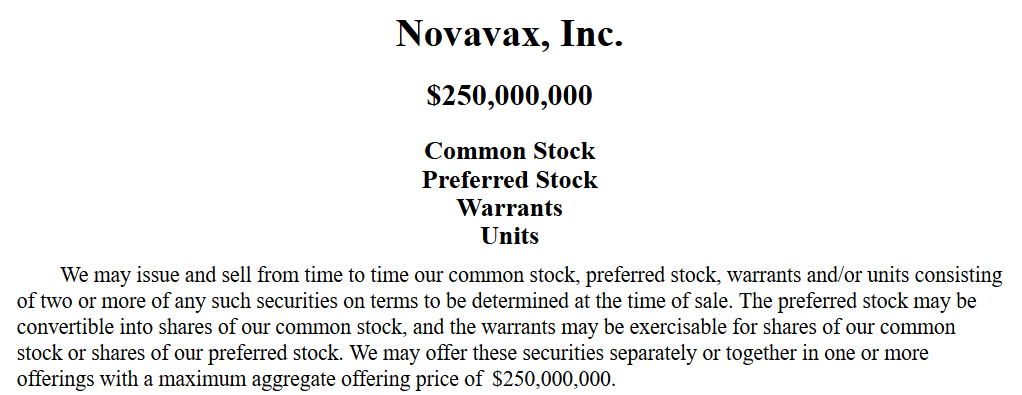 Novavax, Inc.
$250,000,000
Common Stock
Preferred Stock
Warrants
Units
We may issue and sell from time to time our common stock, preferred stock, warrants and/or units consisting
of two or more of any such securities on terms to be determined at the time of sale. The preferred stock may be
convertible into shares of our common stock, and the warrants may be exercisable for shares of our common
stock or shares of our preferred stock. We may offer these securities separately or together in one or more
offerings with a maximum aggregate offering price of $250,000,000.